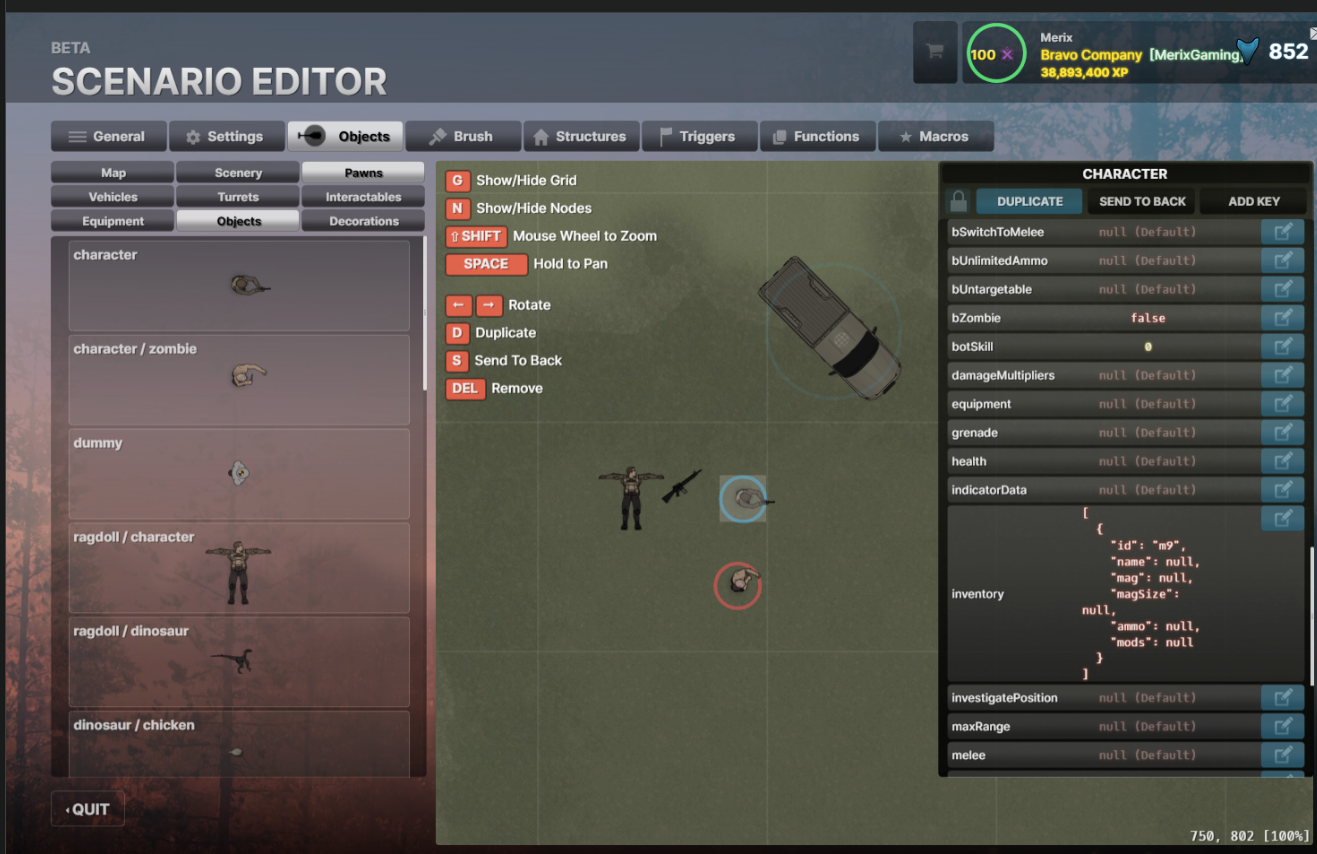 BETA
SCENARIO EDITOR
100
Merix
Bravo Company [MerixGaming]
38,893,400 XP
852
General
Settings
Objects
Brush
Structures
Triggers
Functions
Macros
Map
Scenery
Pawns
Vehicles
Turrets
Interactables
Equipment
Objects
Decorations
character
character / zombie
dummy
ragdoll / character
ragdoll / dinosaur
dinosaur / chicken
‹QUIT
G Show/Hide Grid
N Show/Hide Nodes
⇧ SHIFT Mouse Wheel to Zoom
SPACE Hold to Pan
← → Rotate
D Duplicate
S Send To Back
DEL Remove
CHARACTER
DUPLICATE
SEND TO BACK
ADD KEY
bSwitchToMelee null (Default)
bUnlimitedAmmo null (Default)
bUntargetable null (Default)
bZombie false
botSkill 0
damageMultipliers null (Default)
equipment null (Default)
grenade null (Default)
health null (Default)
indicatorData null (Default)
inventory
[
{
"id": "m9",
"name": null,
"mag": null,
"magSize":
null,
"ammo": null,
"mods": null
}
]
investigatePosition null (Default)
maxRange null (Default)
melee null (Default)
750, 802 [100%]